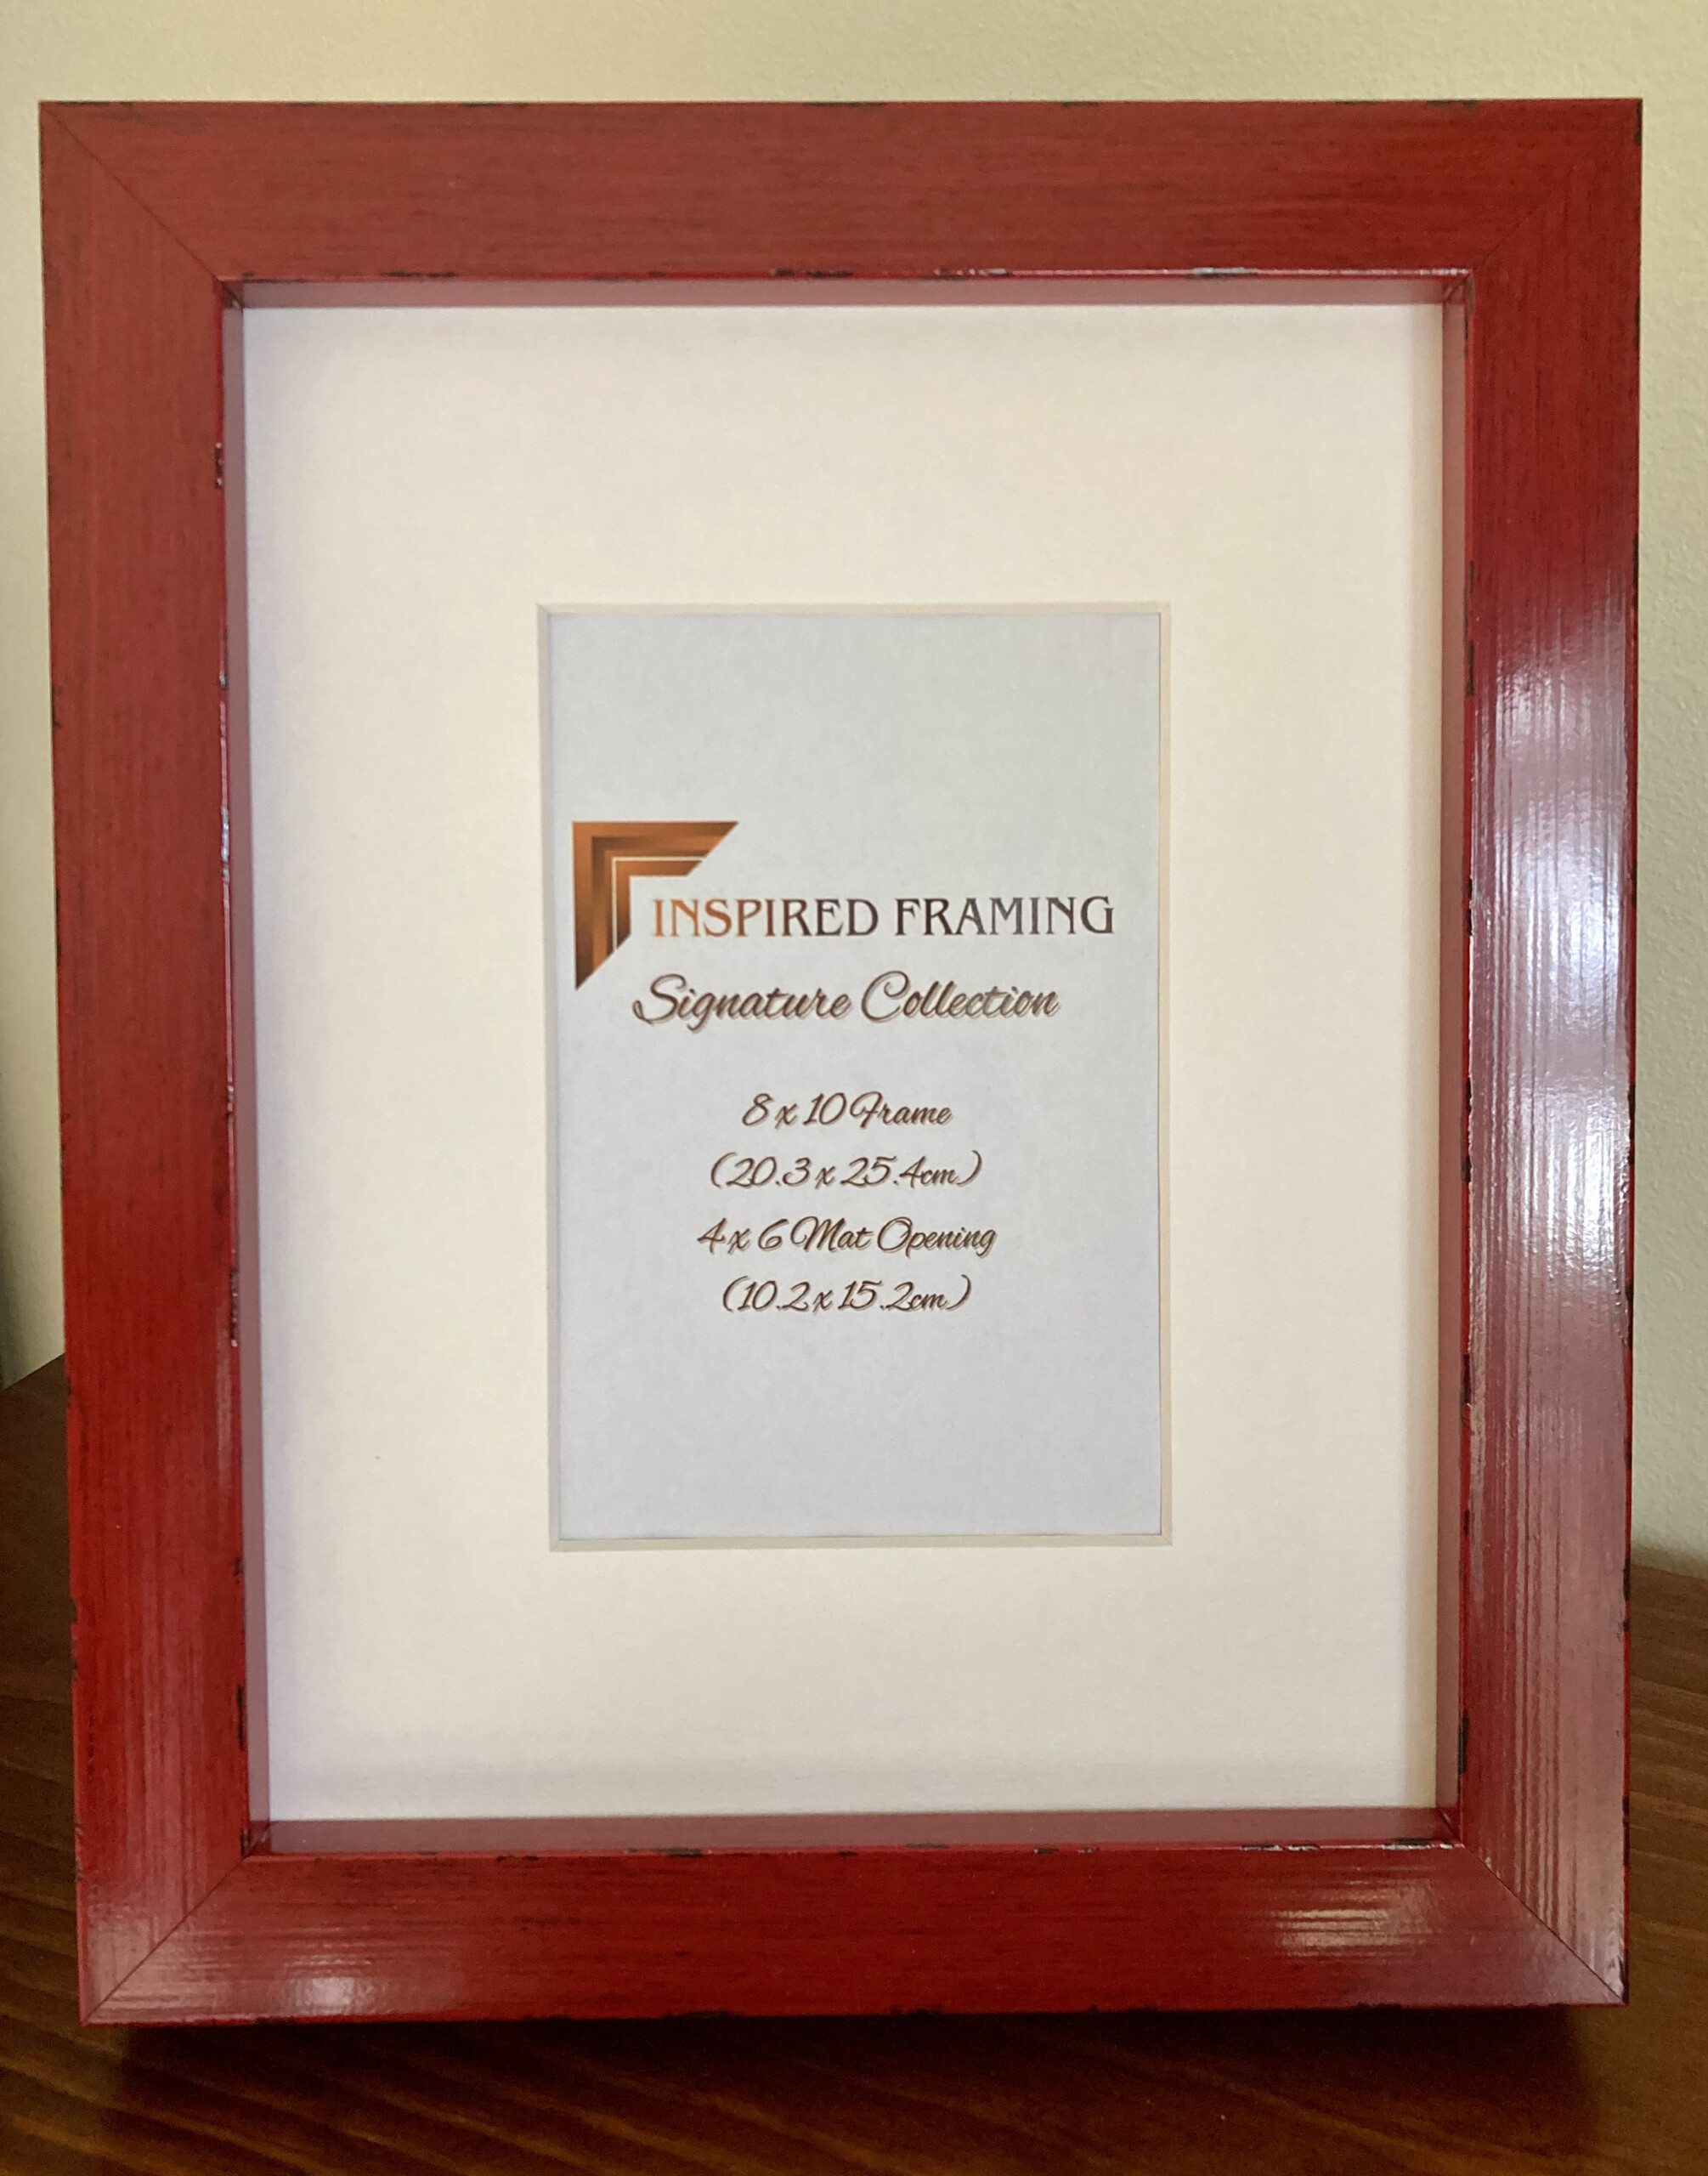 INSPIRED FRAMING
Signature Collection
8 x 10 Frame
(20.3 x 25.4cm)
4 x 6 Mat Opening
(10.2 x 15.2cm)